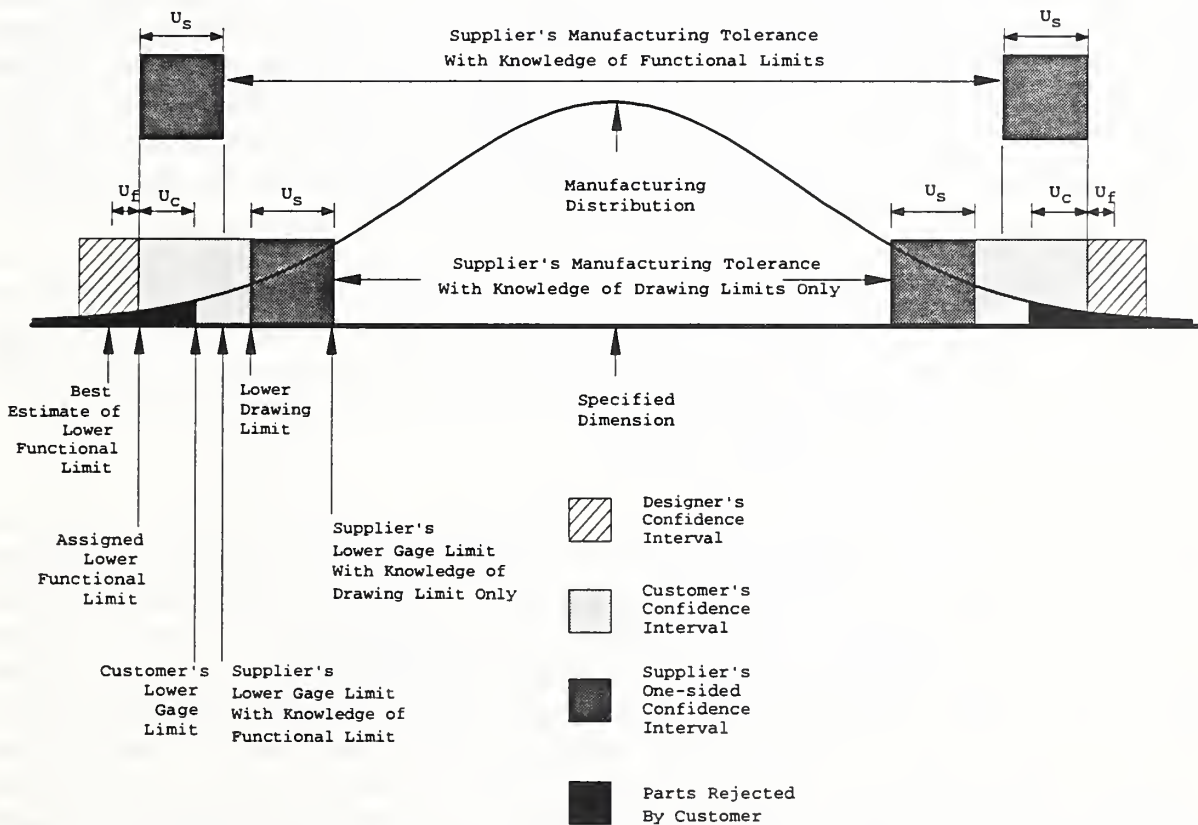 U_s
Supplier's Manufacturing Tolerance
With Knowledge of Functional Limits
U_s
U_f
U_c
U_s
Manufacturing
Distribution
U_s
U_c
U_f
Supplier's Manufacturing Tolerance
With Knowledge of Drawing Limits Only
Best
Estimate of
Lower
Functional
Limit
Lower
Drawing
Limit
Specified
Dimension
Assigned
Lower
Functional
Limit
Supplier's
Lower Gage Limit
With Knowledge of
Drawing Limit Only
Customer's
Lower
Gage
Limit
Supplier's
Lower Gage Limit
With Knowledge of
Functional Limit
Designer's
Confidence
Interval
Customer's
Confidence
Interval
Supplier's
One-sided
Confidence
Interval
Parts Rejected
By Customer